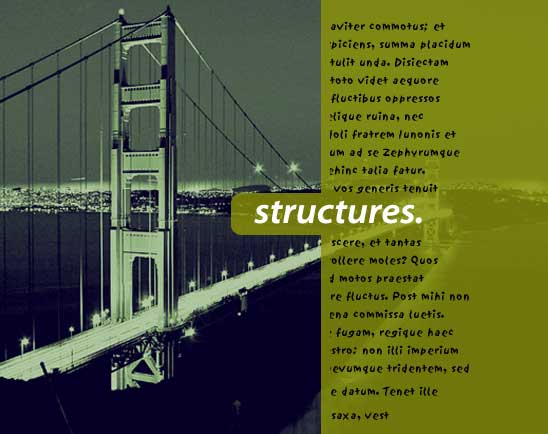 aviter commotus; et
piciens, summa placidum
tulit unda. Disiectam
toto videt aequore
fluctibus oppressos
elique ruina, nec
doli fratrem Iunonis et
um ad se Zephyrumque
ehinc talia fatur.
vos generis tenuit
structures.
scere, et tantas
ollere moles? Quos
d motos praestat
re fluctus. Post mihi non
ena commissa luetis.
e fugam, regique haec
stro: non illi imperium
evumque tridentem, sed
e datum. Tenet ille
saxa, vest